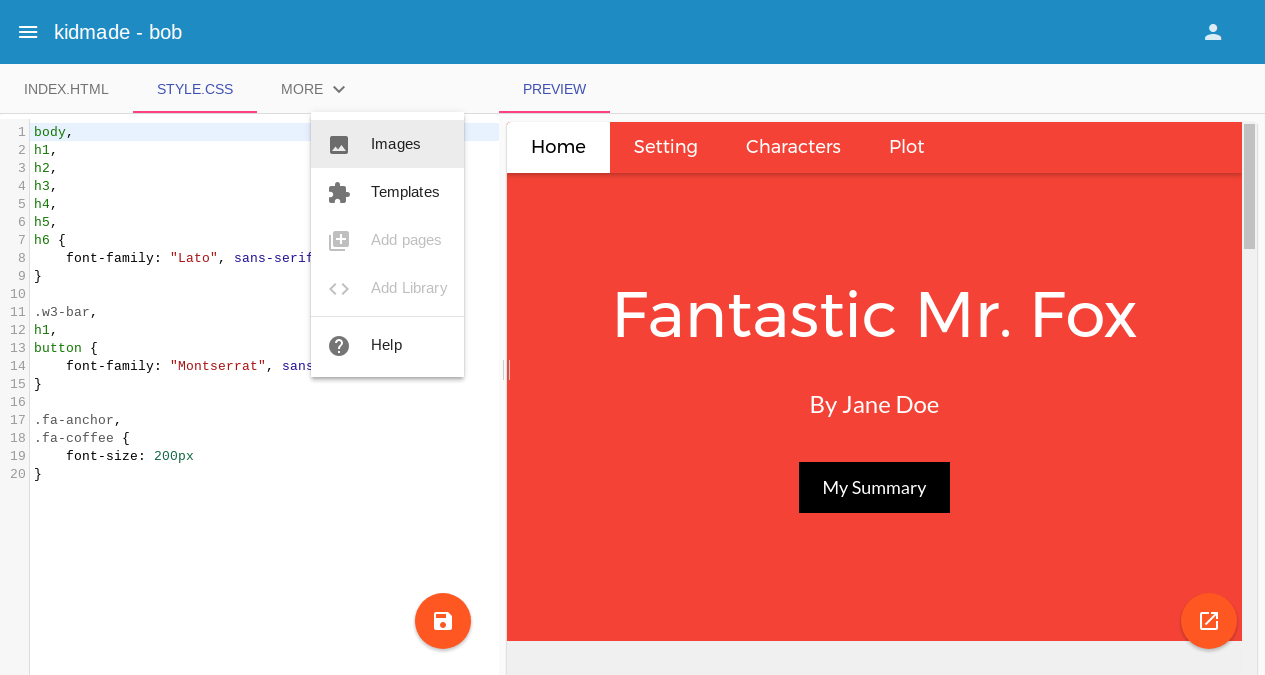 kidmade - bob
INDEX.HTML
STYLE.CSS
MORE
PREVIEW
1 body,
2 h1,
3 h2,
4 h3,
5 h4,
6 h5,
7 h6 {
8 font-family: "Lato", sans-serif
9 }
10
11 .w3-bar,
12 h1,
13 button {
14 font-family: "Montserrat", sans
15 }
16
17 .fa-anchor,
18 .fa-coffee {
19 font-size: 200px
20 }
Images
Templates
Add pages
Add Library
Help
Home Setting Characters Plot
Fantastic Mr. Fox
By Jane Doe
My Summary